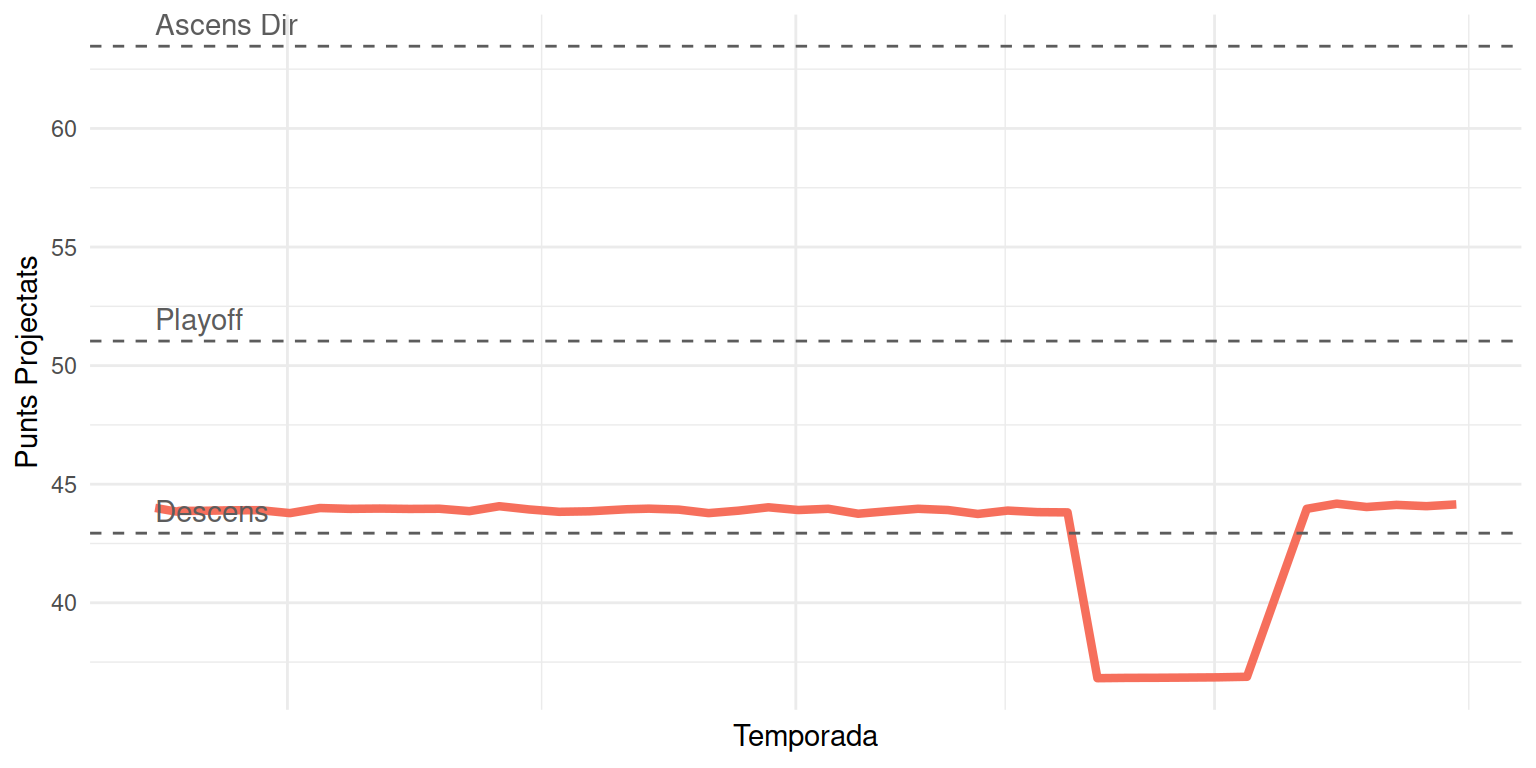 Ascens Dir
60
55
Playoff
50
45
Descens
40
Punts Projectats
Temporada